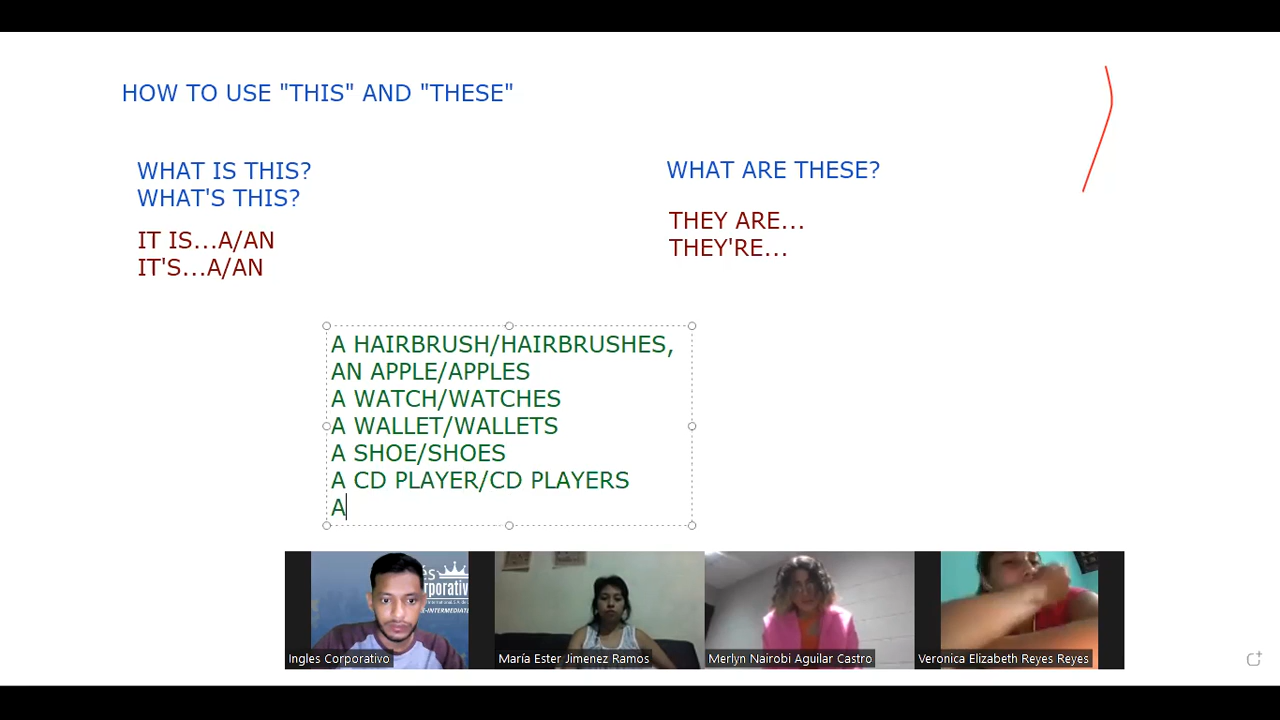 HOW TO USE "THIS" AND "THESE"
WHAT IS THIS?
WHAT'S THIS?
IT IS...A/AN
IT'S...A/AN
WHAT ARE THESE?
THEY ARE...
THEY'RE...
A HAIRBRUSH/HAIRBRUSHES,
AN APPLE/APPLES
A WATCH/WATCHES
A WALLET/WALLETS
A SHOE/SHOES
A CD PLAYER/CD PLAYERS
A
Ingles Corporativo
María Ester Jimenez Ramos
Merlyn Nairobi Aguilar Castro
Veronica Elizabeth Reyes Reyes